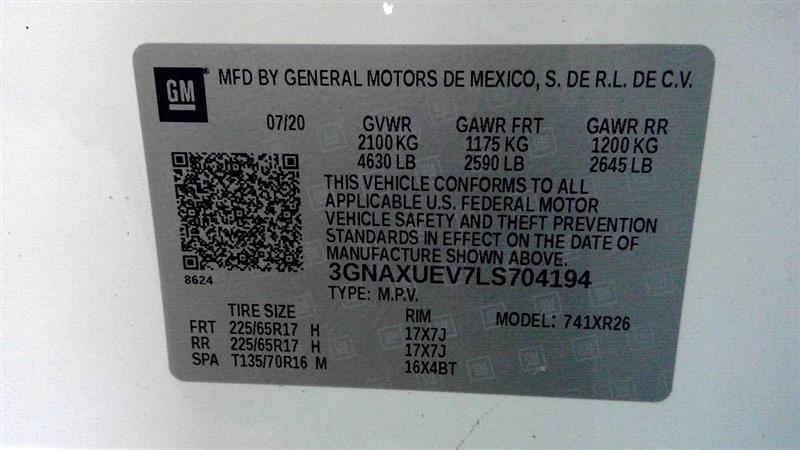 GM MFD BY GENERAL MOTORS DE MEXICO, S. DE R.L. DE C.V.
07/20 GVWR GAWR FRT GAWR RR
2100 KG 1175 KG 1200 KG
4630 LB 2590 LB 2645 LB
THIS VEHICLE CONFORMS TO ALL
APPLICABLE U.S. FEDERAL MOTOR
VEHICLE SAFETY AND THEFT PREVENTION
STANDARDS IN EFFECT ON THE DATE OF
MANUFACTURE SHOWN ABOVE.
8624 3GNAXUEV7LS704194
TYPE: M.P.V.
TIRE SIZE RIM MODEL: 741XR26
FRT 225/65R17 H 17X7J
RR 225/65R17 H 17X7J
SPA T135/70R16 M 16X4BT